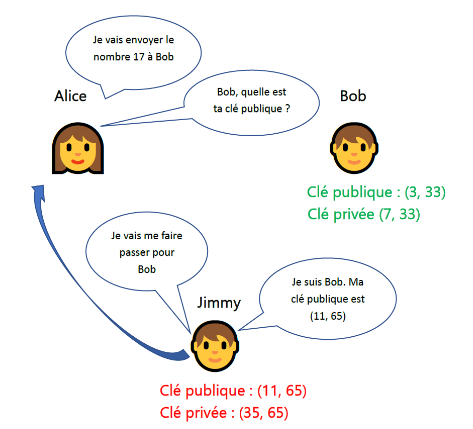 Je vais envoyer le
nombre 17 à Bob
Alice
Bob, quelle est
ta clé publique ?
Bob
Clé publique : (3, 33)
Clé privée (7, 33)
Je vais me faire
passer pour
Bob
Je suis Bob. Ma
clé publique est
(11, 65)
Jimmy
Clé publique : (11, 65)
Clé privée : (35, 65)